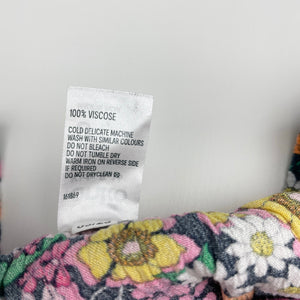 100% VISCOSE
COLD DELICATE MACHINE
WASH WITH SIMILAR COLOURS
DO NOT BLEACH
DO NOT TUMBLE DRY
WARM IRON ON REVERSE SIDE
IF REQUIRED
DO NOT DRYCLEAN
161869